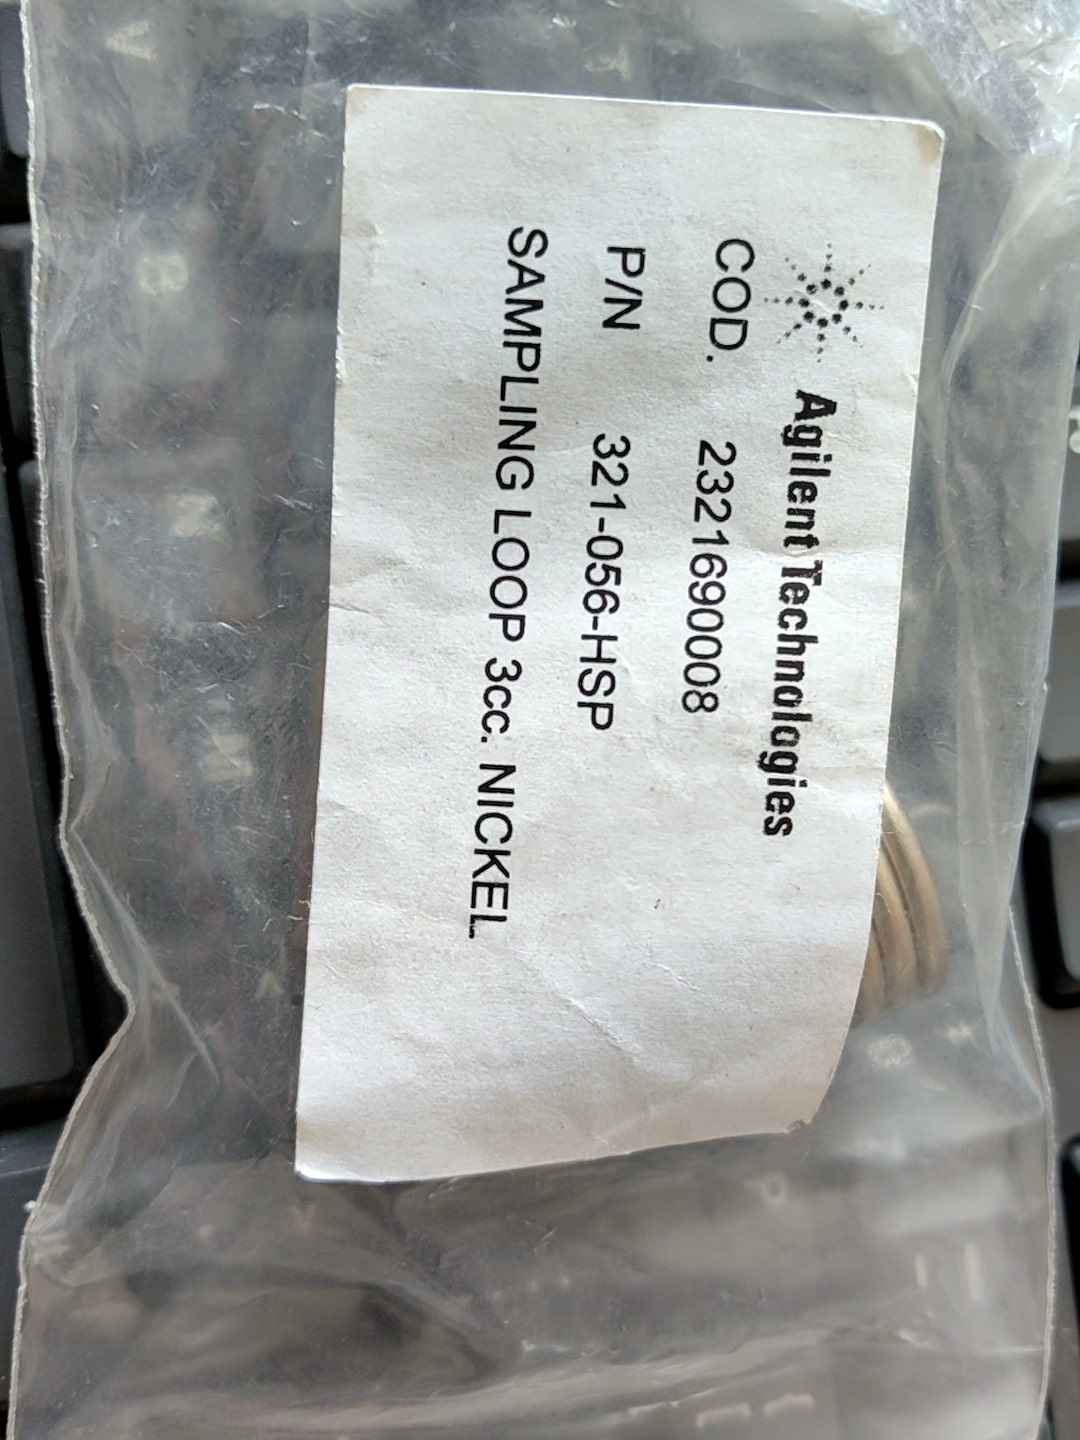 Agilent Technologies
COD. 2321690008
P/N 321-056-HSP
SAMPLING LOOP 3cc. NICKEL